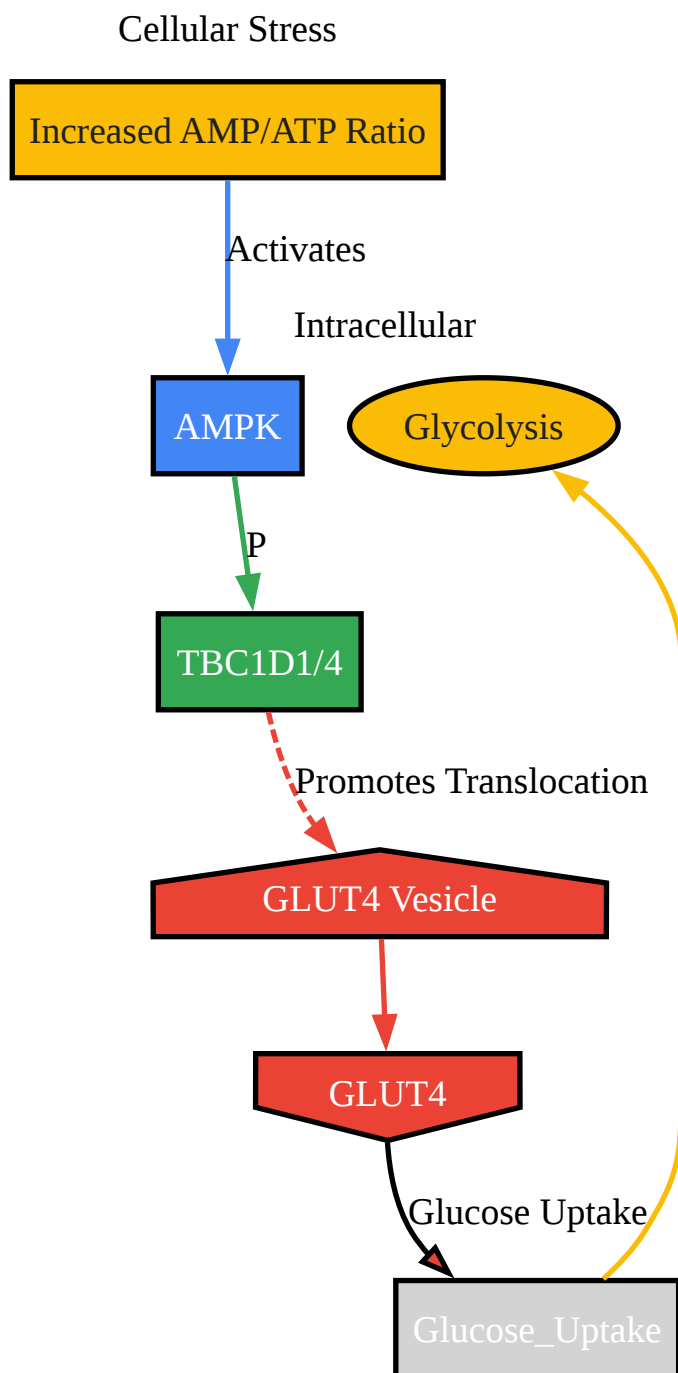 Cellular Stress
Increased AMP/ATP Ratio
Activates
Intracellular
AMPK
Glycolysis
P
TBC1D1/4
Promotes Translocation
GLUT4 Vesicle
GLUT4
Glucose Uptake
Glucose_Uptake